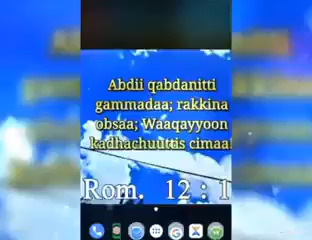 Abdii qabdanitti
gammadaa; rakkina
obsaa; Waaqayyoon
kadhachuuttis cimaa!
Rom. 12 : 1